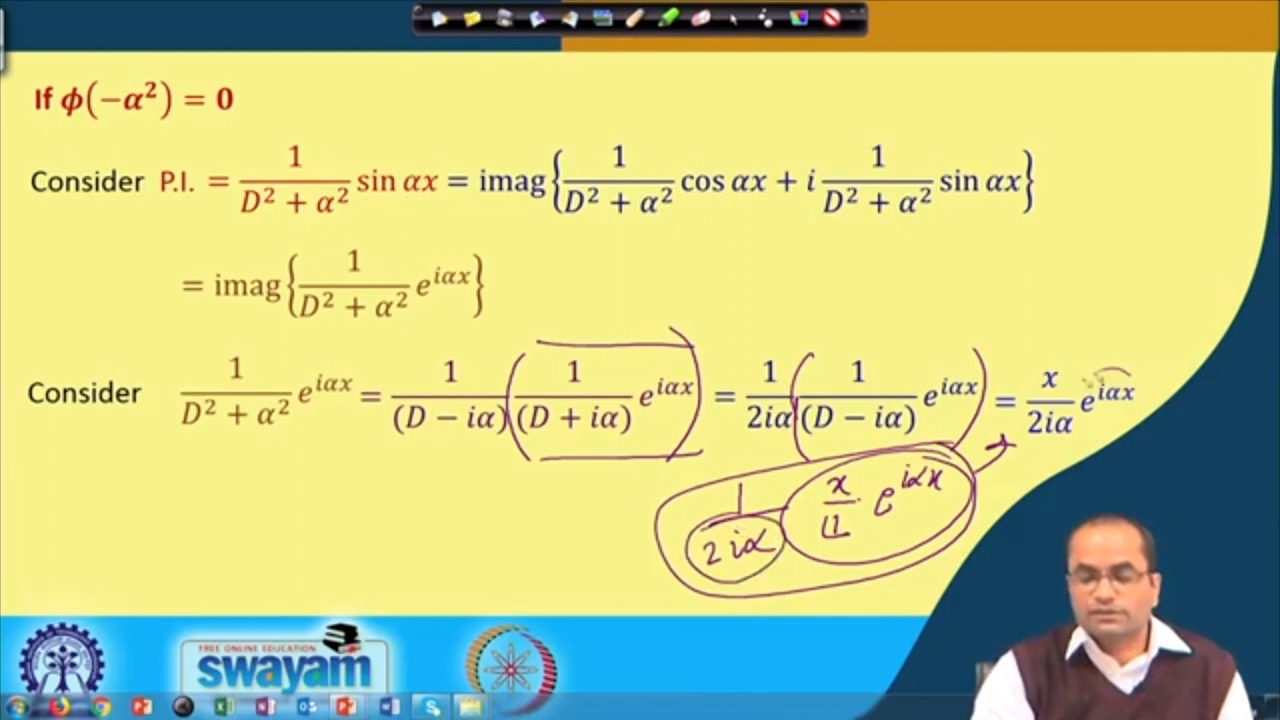 If ϕ(−α²) = 0
Consider P.I. = 1/(D² + α²) sin αx = imag{1/(D² + α²) cos αx + i 1/(D² + α²) sin αx}
= imag{1/(D² + α²) e^{iαx}}
Consider 1/(D² + α²) e^{iαx} = 1/(D − iα) (1/(D + iα) e^{iαx}) = 1/2iα (1/(D − iα) e^{iαx}) = x/2iα e^{iαx}
1/2iα x/⌊1 e^{iαx}
FREE ONLINE EDUCATION
swayam